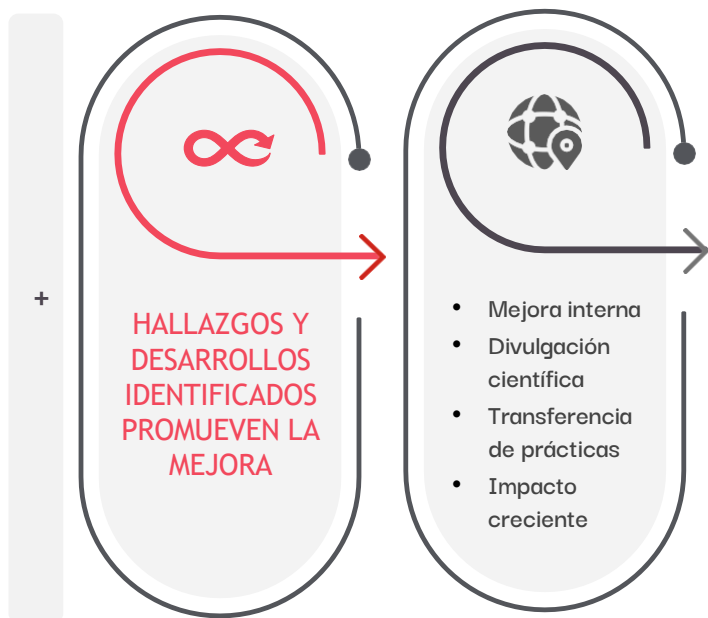 +
HALLAZGOS Y
DESARROLLOS
IDENTIFICADOS
PROMUEVEN LA
MEJORA
• Mejora interna
• Divulgación
científica
• Transferencia
de prácticas
• Impacto
creciente